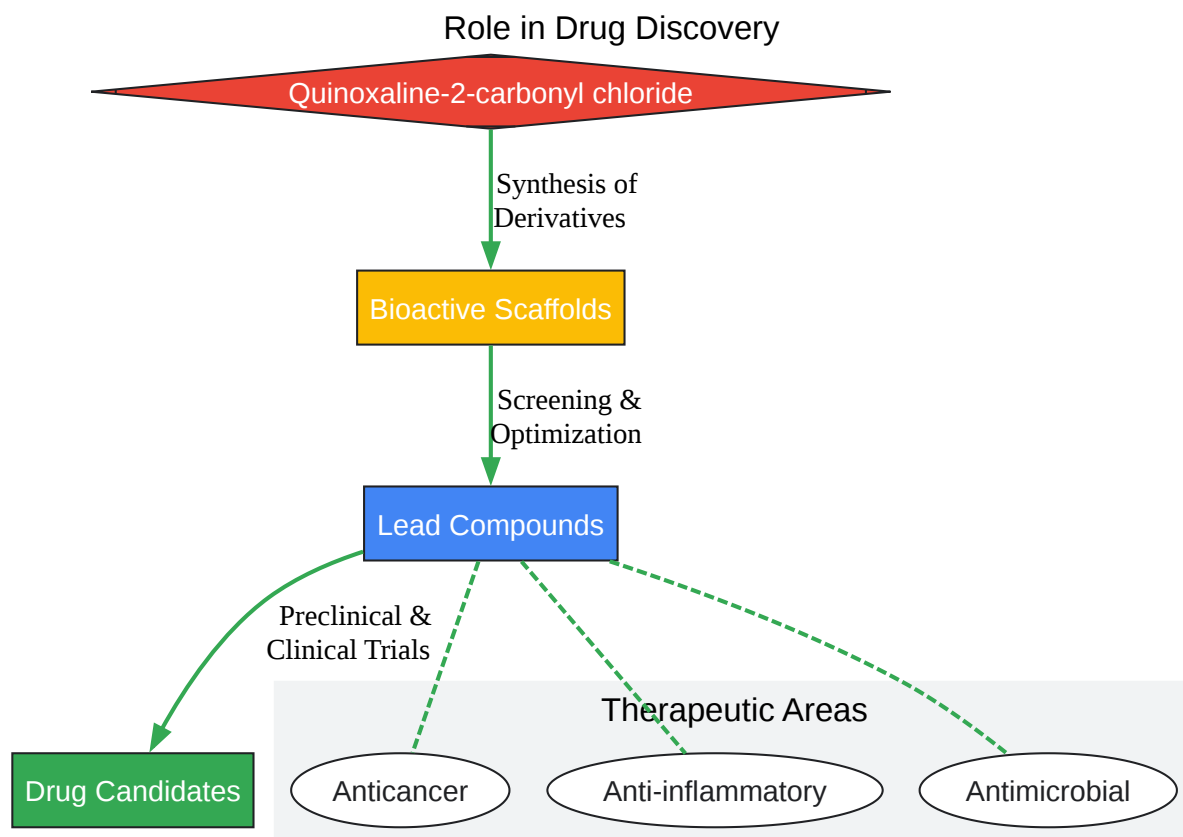 Role in Drug Discovery
Quinoxaline-2-carbonyl chloride
Synthesis of
Derivatives
Bioactive Scaffolds
Screening &
Optimization
Lead Compounds
Preclinical &
Clinical Trials
Therapeutic Areas
Drug Candidates
Anticancer
Anti-inflammatory
Antimicrobial